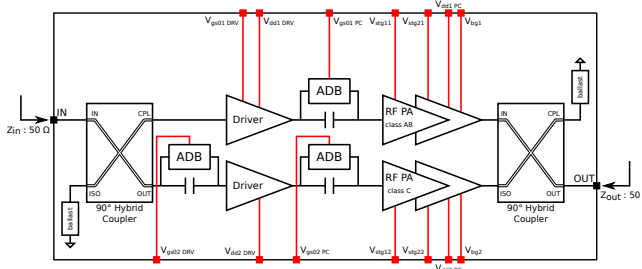 Vdd1 PC
Vgs01 DRV Vdd1 DRV Vgs01 PC Vstg11 Vstg21 Vbg1
ADB
ballast
IN
IN CPL
Driver
RF PA
class AB
IN CPL
Zin : 50 Ω
ADB
ADB
ISO OUT
Driver
RF PA
class C
ISO OUT
OUT
Zout : 50
ballast
90° Hybrid
Coupler
90° Hybrid
Coupler
Vgs02 DRV Vdd2 DRV Vgs02 PC Vstg12 Vstg22 Vbg2